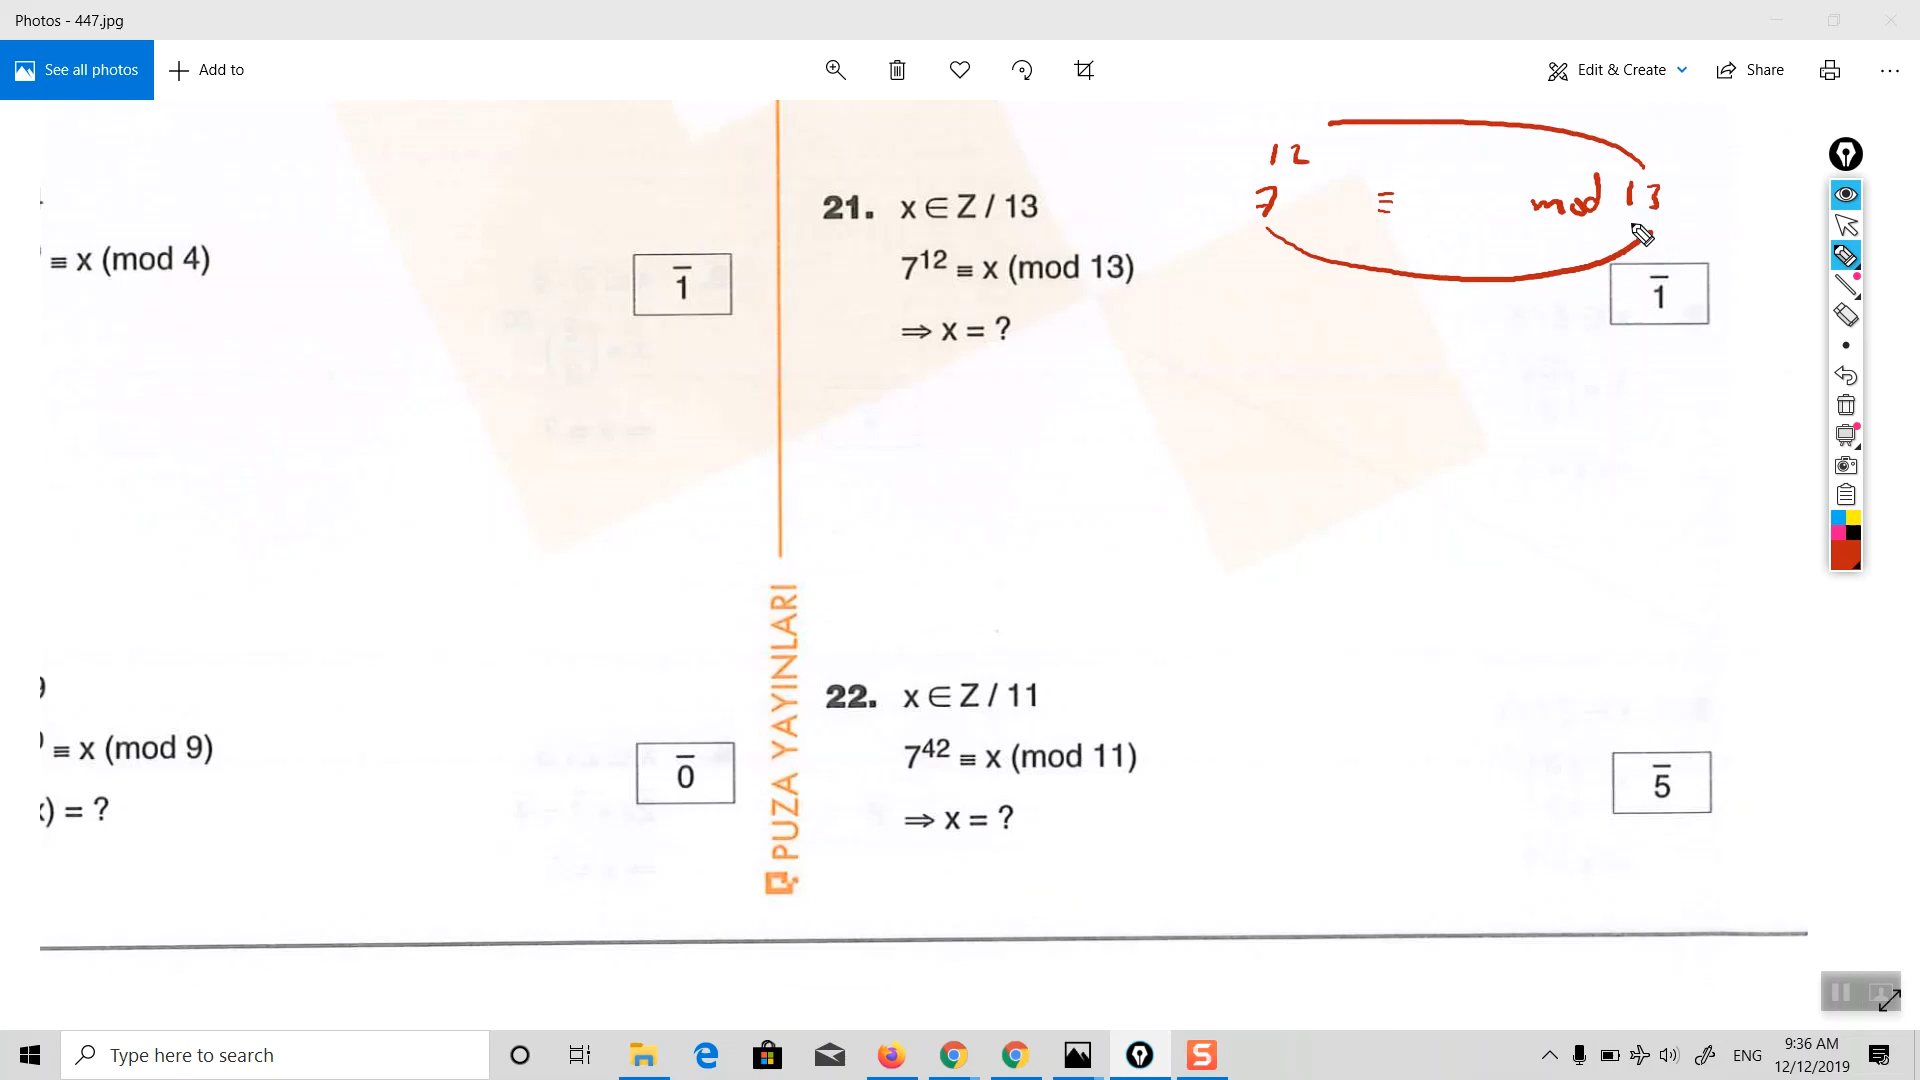 Photos - 447.jpg
See all photos
Add to
Edit & Create
Share
≡ x (mod 4)
1̅
21. x ∈ Z / 13
7¹² ≡ x (mod 13)
⇒ x = ?
1̅
7¹² ≡ mod 13
≡ x (mod 9)
x) = ?
0̅
PUZA YAYINLARI
22. x ∈ Z / 11
7⁴² ≡ x (mod 11)
⇒ x = ?
5̅
Type here to search
ENG
9:36 AM
12/12/2019